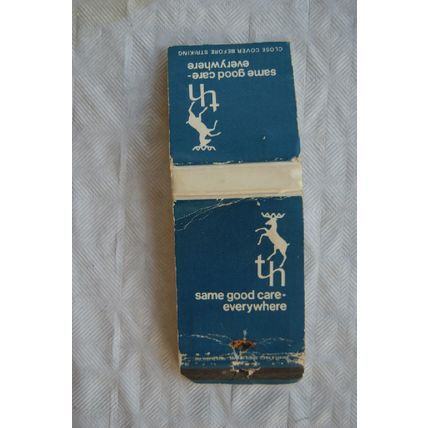 CLOSE COVER BEFORE STRIKING
same good care-
everywhere
th
th
same good care-
everywhere